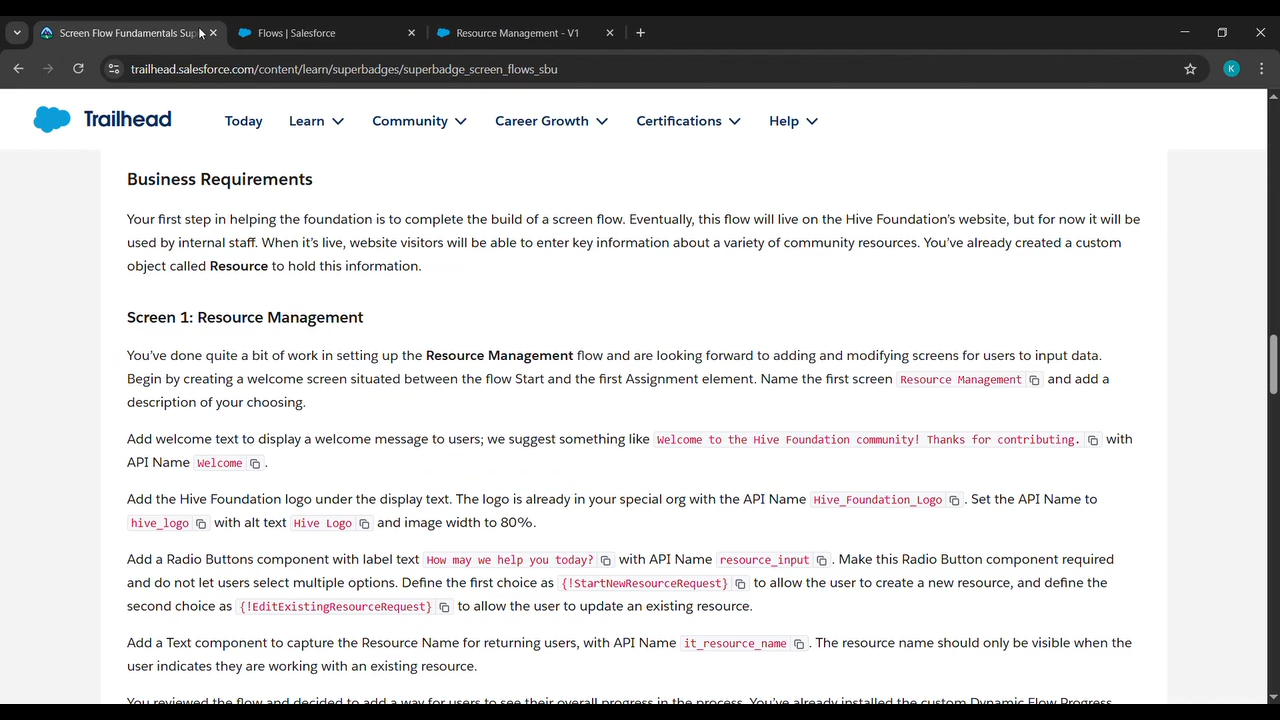 Screen Flow Fundamentals Sup
Flows | Salesforce
Resource Management - V1
trailhead.salesforce.com/content/learn/superbadges/superbadge_screen_flows_sbu
K
Trailhead
Today
Learn
Community
Career Growth
Certifications
Help
Business Requirements
Your first step in helping the foundation is to complete the build of a screen flow. Eventually, this flow will live on the Hive Foundation's website, but for now it will be
used by internal staff. When it's live, website visitors will be able to enter key information about a variety of community resources. You've already created a custom
object called Resource to hold this information.
Screen 1: Resource Management
You've done quite a bit of work in setting up the Resource Management flow and are looking forward to adding and modifying screens for users to input data.
Begin by creating a welcome screen situated between the flow Start and the first Assignment element. Name the first screen Resource Management and add a
description of your choosing.
Add welcome text to display a welcome message to users; we suggest something like Welcome to the Hive Foundation community! Thanks for contributing. with
API Name Welcome .
Add the Hive Foundation logo under the display text. The logo is already in your special org with the API Name Hive_Foundation_Logo . Set the API Name to
hive_logo with alt text Hive Logo and image width to 80%.
Add a Radio Buttons component with label text How may we help you today? with API Name resource_input . Make this Radio Button component required
and do not let users select multiple options. Define the first choice as {!StartNewResourceRequest} to allow the user to create a new resource, and define the
second choice as {!EditExistingResourceRequest} to allow the user to update an existing resource.
Add a Text component to capture the Resource Name for returning users, with API Name it_resource_name . The resource name should only be visible when the
user indicates they are working with an existing resource.
You reviewed the flow and decided to add a way for users to see their overall progress in the process. You've already installed the custom Dynamic Flow Progress